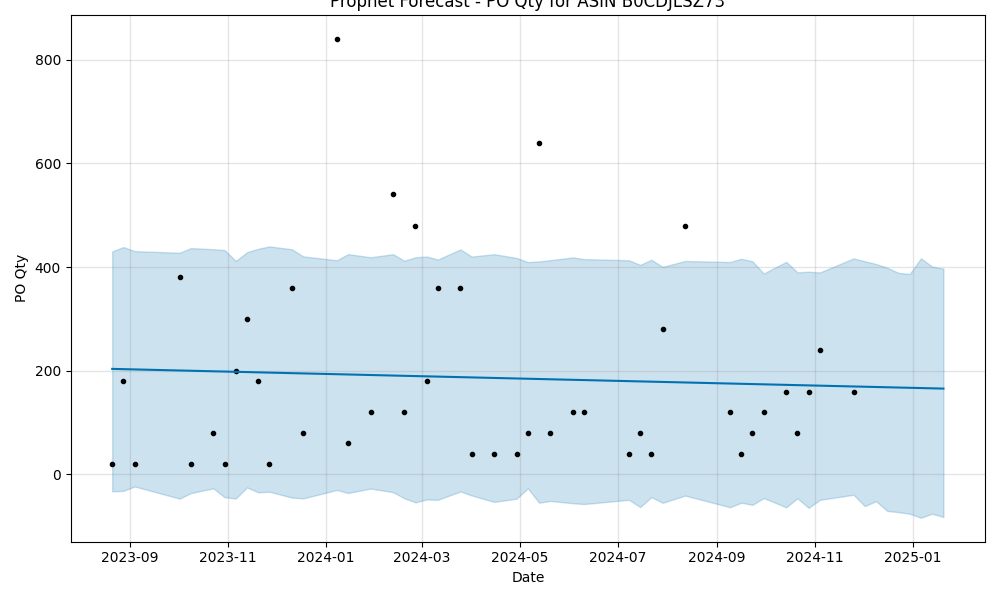 Prophet Forecast - PO Qty for ASIN B0CDJLSZ73
800
600
400
200
0
PO Qty
2023-09 2023-11 2024-01 2024-03 2024-05 2024-07 2024-09 2024-11 2025-01
Date